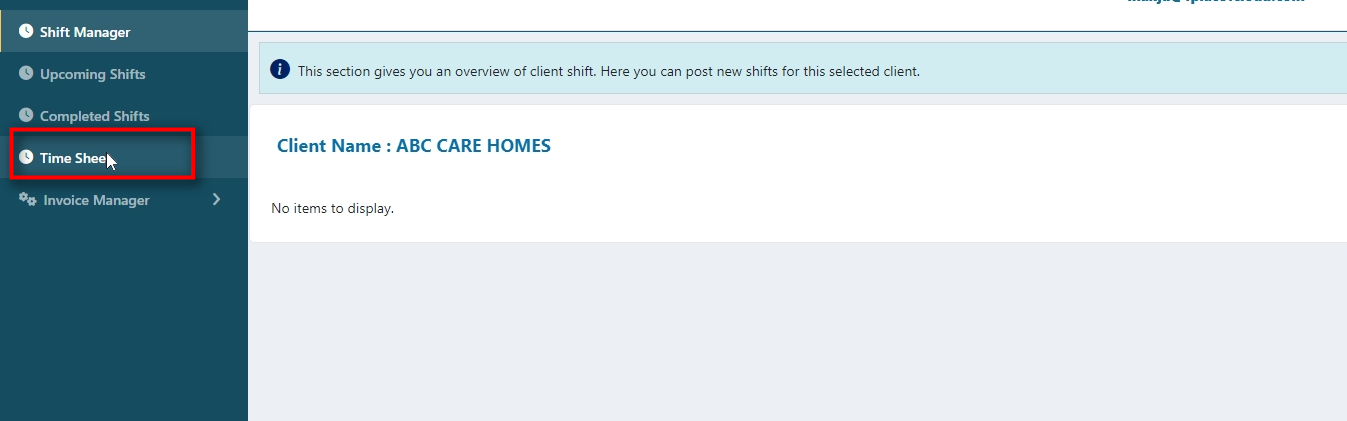 Shift Manager
Upcoming Shifts
Completed Shifts
Time Shee
Invoice Manager
This section gives you an overview of client shift. Here you can post new shifts for this selected client.
Client Name : ABC CARE HOMES
No items to display.